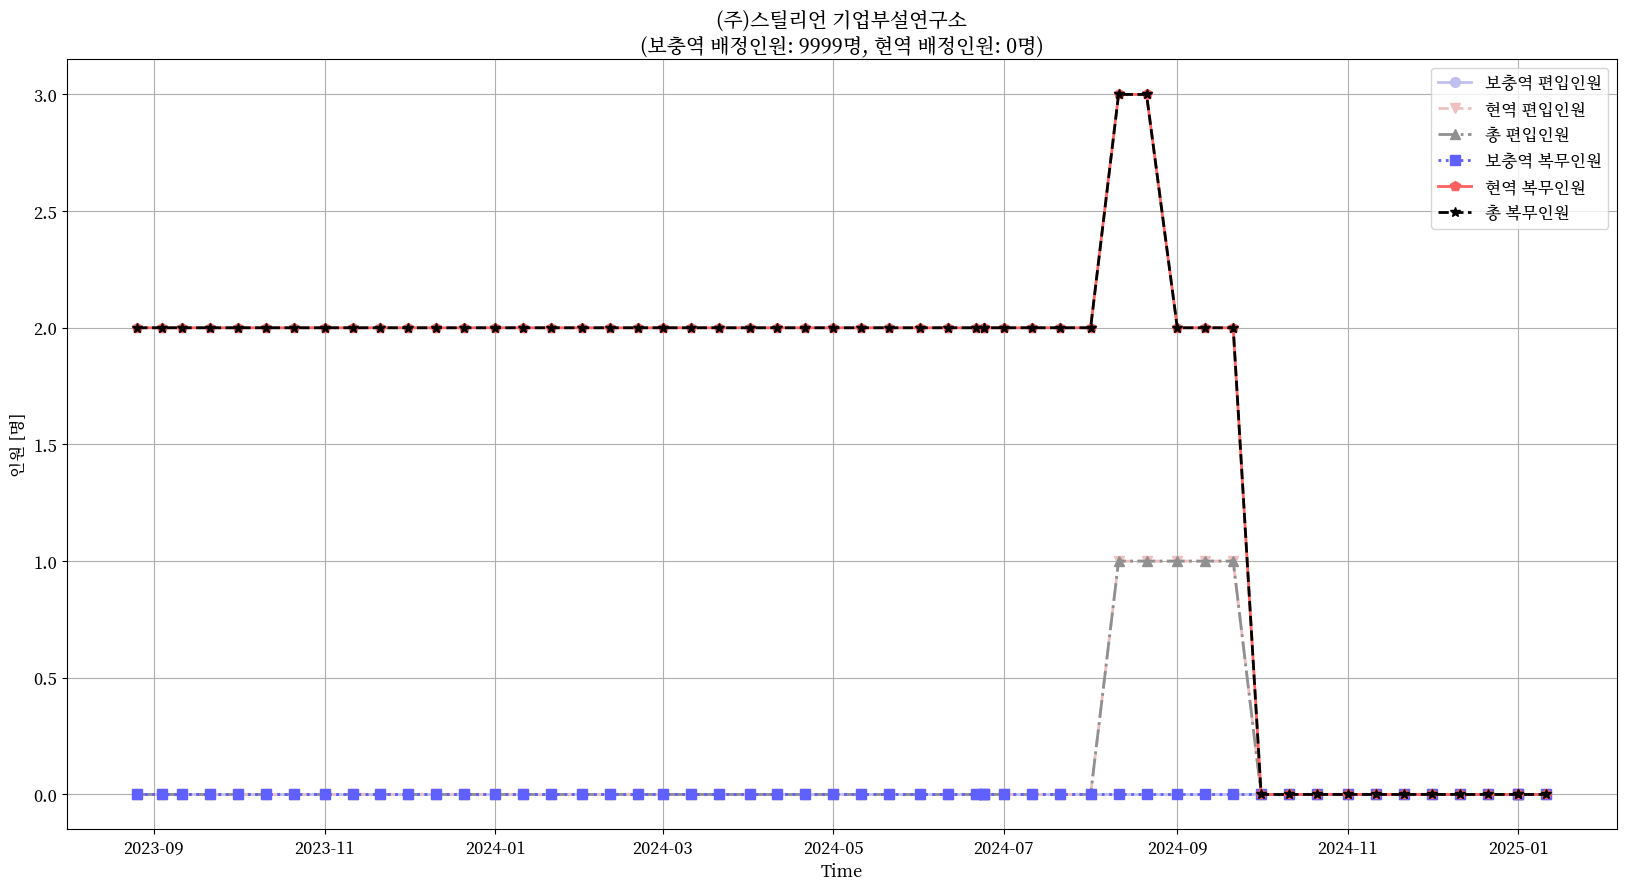 (주)스틸리언 기업부설연구소
(보충역 배정인원: 9999명, 현역 배정인원: 0명)
보충역 편입인원
현역 편입인원
총 편입인원
보충역 복무인원
현역 복무인원
총 복무인원
3.0
2.5
2.0
1.5
1.0
0.5
0.0
인원 [명]
2023-09 2023-11 2024-01 2024-03 2024-05 2024-07 2024-09 2024-11 2025-01
Time